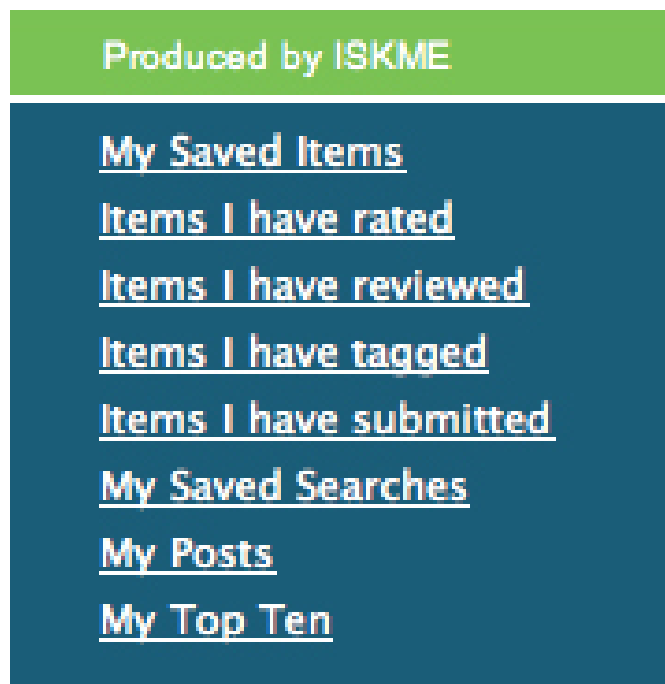 Produced by ISKME
My Saved Items
Items I have rated
Items I have reviewed
Items I have tagged
Items I have submitted
My Saved Searches
My Posts
My Top Ten